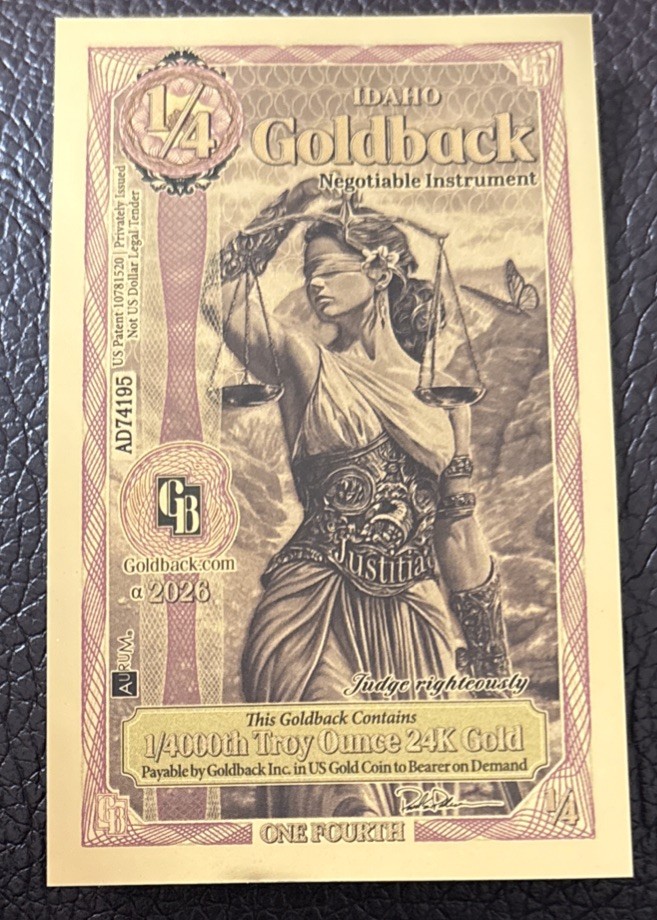 1/4
IDAHO
Goldback
Negotiable Instrument
US Patent 10781520 | Privately Issued
Not US Dollar Legal Tender
AD74195
GB
Goldback.com
α 2026
AURUM.
Justitia
Judge righteously
This Goldback Contains
1/4000th Troy Ounce 24K Gold
Payable by Goldback Inc. in US Gold Coin to Bearer on Demand
GB
ONE FOURTH
1/4